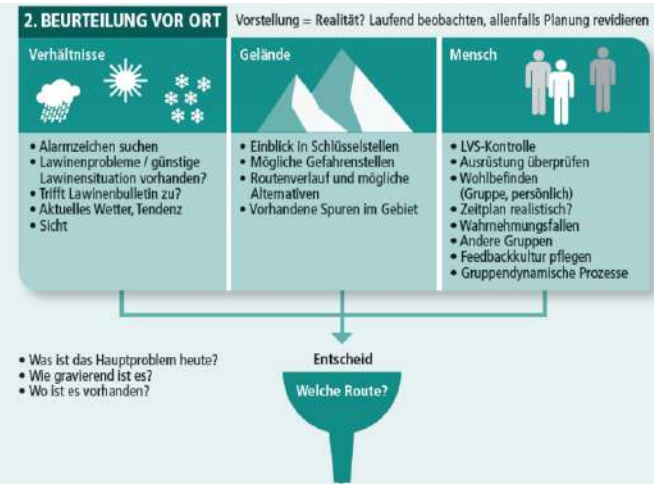 2. BEURTEILUNG VOR ORT
Vorstellung = Realität? Laufend beobachten, allenfalls Planung revidieren
Verhältnisse
• Alarmzeichen suchen
• Lawinenprobleme / günstige
Lawinensituation vorhanden?
• Trifft Lawinenbulletin zu?
• Aktuelles Wetter, Tendenz
• Sicht
Gelände
• Einblick in Schlüsselstellen
• Mögliche Gefahrenstellen
• Routenverlauf und mögliche
Alternativen
• Vorhandene Spuren im Gebiet
Mensch
• LVS-Kontrolle
• Ausrüstung überprüfen
• Wohlbefinden
(Gruppe, persönlich)
• Zeitplan realistisch?
• Wahrnehmungsfallen
• Andere Gruppen
• Feedbackkultur pflegen
• Gruppendynamische Prozesse
• Was ist das Hauptproblem heute?
• Wie gravierend ist es?
• Wo ist es vorhanden?
Entscheid
Welche Route?